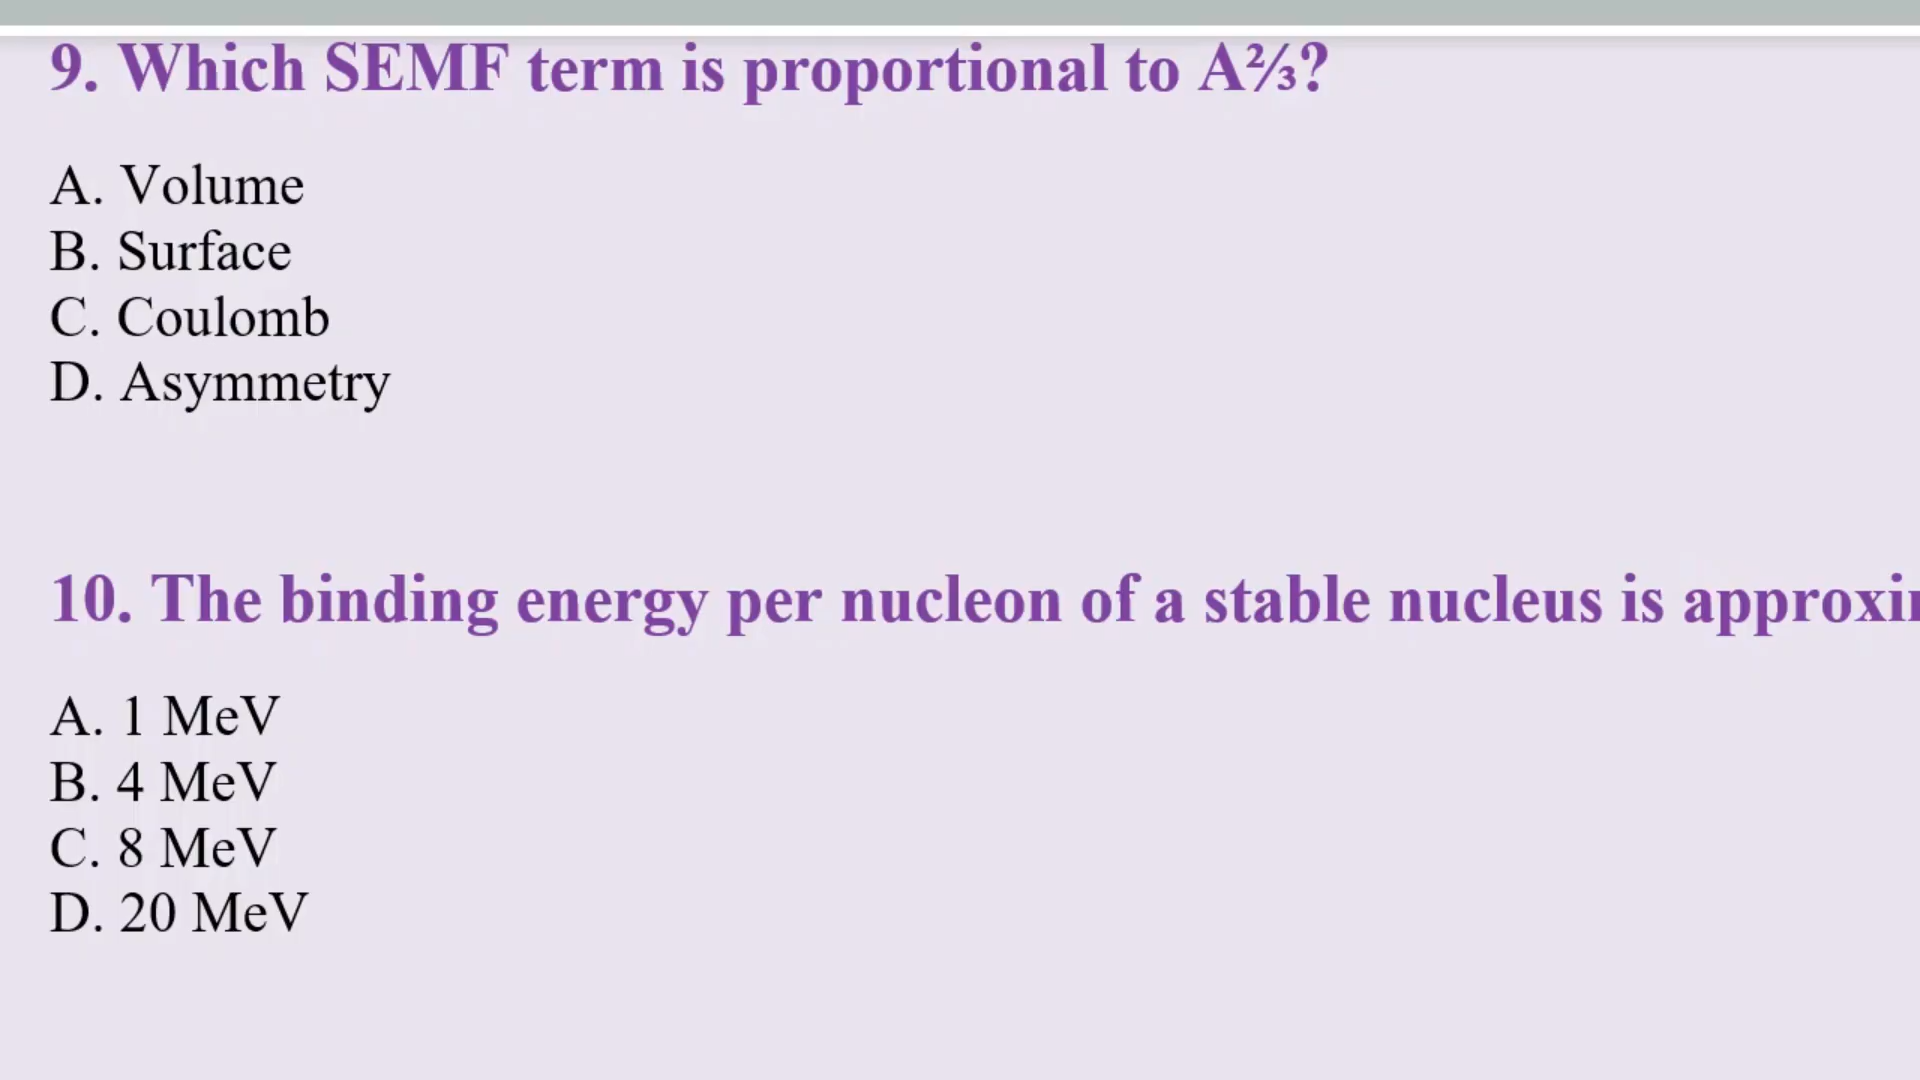 9. Which SEMF term is proportional to A⅔?
A. Volume
B. Surface
C. Coulomb
D. Asymmetry
10. The binding energy per nucleon of a stable nucleus is
A. 1 MeV
B. 4 MeV
C. 8 MeV
D. 20 MeV